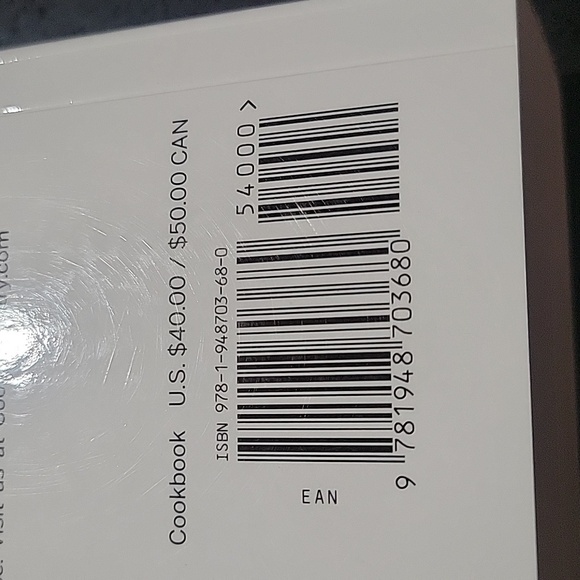 Cookbook U.S. $40.00 / $50.00 CAN
ISBN 978-1-948703-68-0
54000>
9 781948 703680
EAN